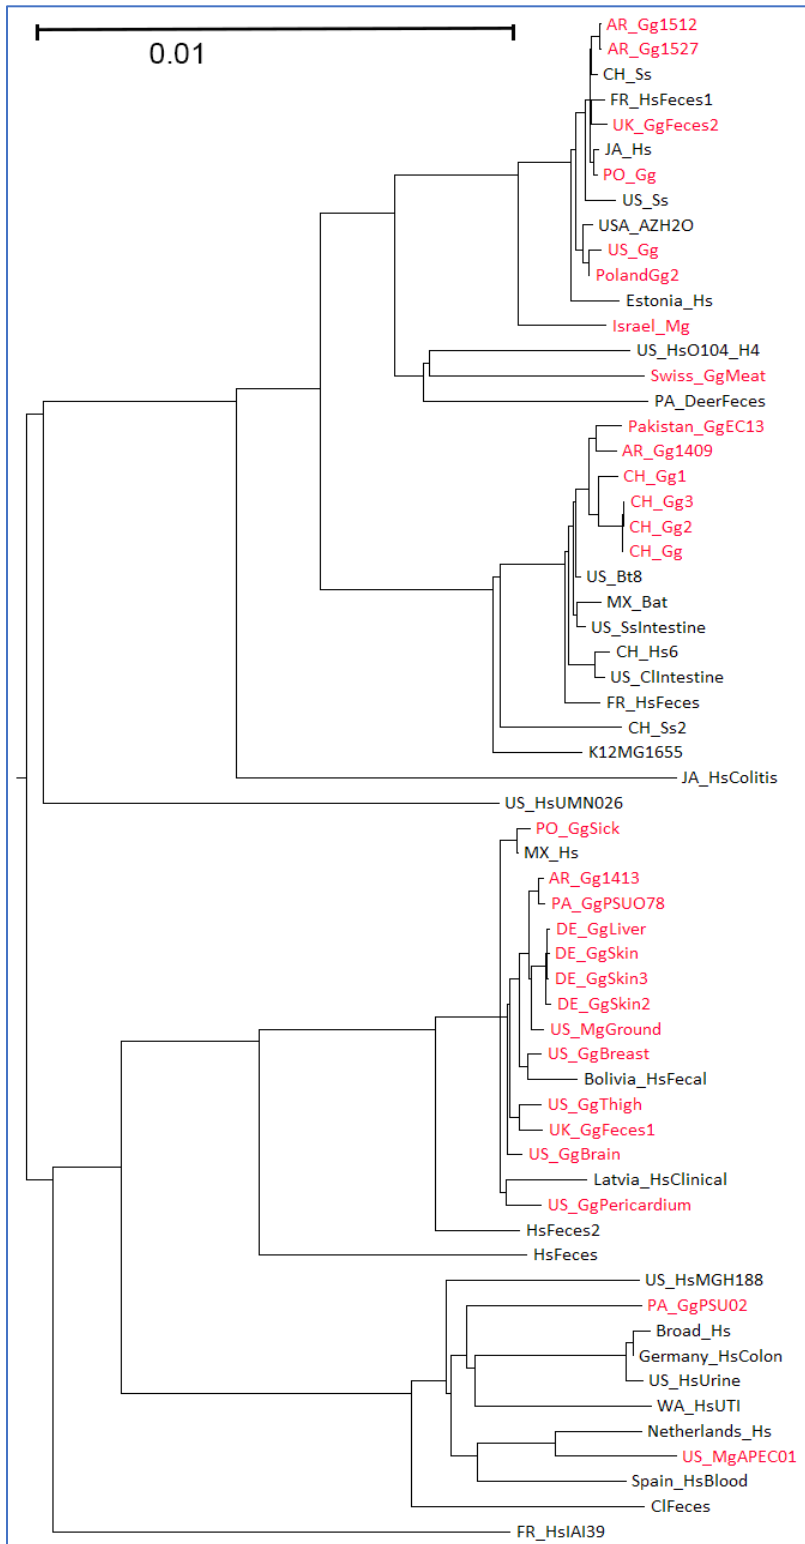 0.01
AR_Gg1512
AR_Gg1527
CH_Ss
FR_HsFeces1
UK_GgFeces2
JA_Hs
PO_Gg
US_Ss
USA_AZH2O
US_Gg
PolandGg2
Estonia_Hs
Israel_Mg
US_HsO104_H4
Swiss_GgMeat
PA_DeerFeces
Pakistan_GgEC13
AR_Gg1409
CH_Gg1
CH_Gg3
CH_Gg2
CH_Gg
US_Bt8
MX_Bat
US_SsIntestine
CH_Hs6
US_ClIntestine
FR_HsFeces
CH_Ss2
K12MG1655
JA_HsColitis
US_HsUMN026
PO_GgSick
MX_Hs
AR_Gg1413
PA_GgPSUO78
DE_GgLiver
DE_GgSkin
DE_GgSkin3
DE_GgSkin2
US_MgGround
US_GgBreast
Bolivia_HsFecal
US_GgThigh
UK_GgFeces1
US_GgBrain
Latvia_HsClinical
US_GgPericardium
HsFeces2
HsFeces
US_HsMGH188
PA_GgPSU02
Broad_Hs
Germany_HsColon
US_HsUrine
WA_HsUTI
Netherlands_Hs
US_MgAPEC01
Spain_HsBlood
ClFeces
FR_HsIAI39